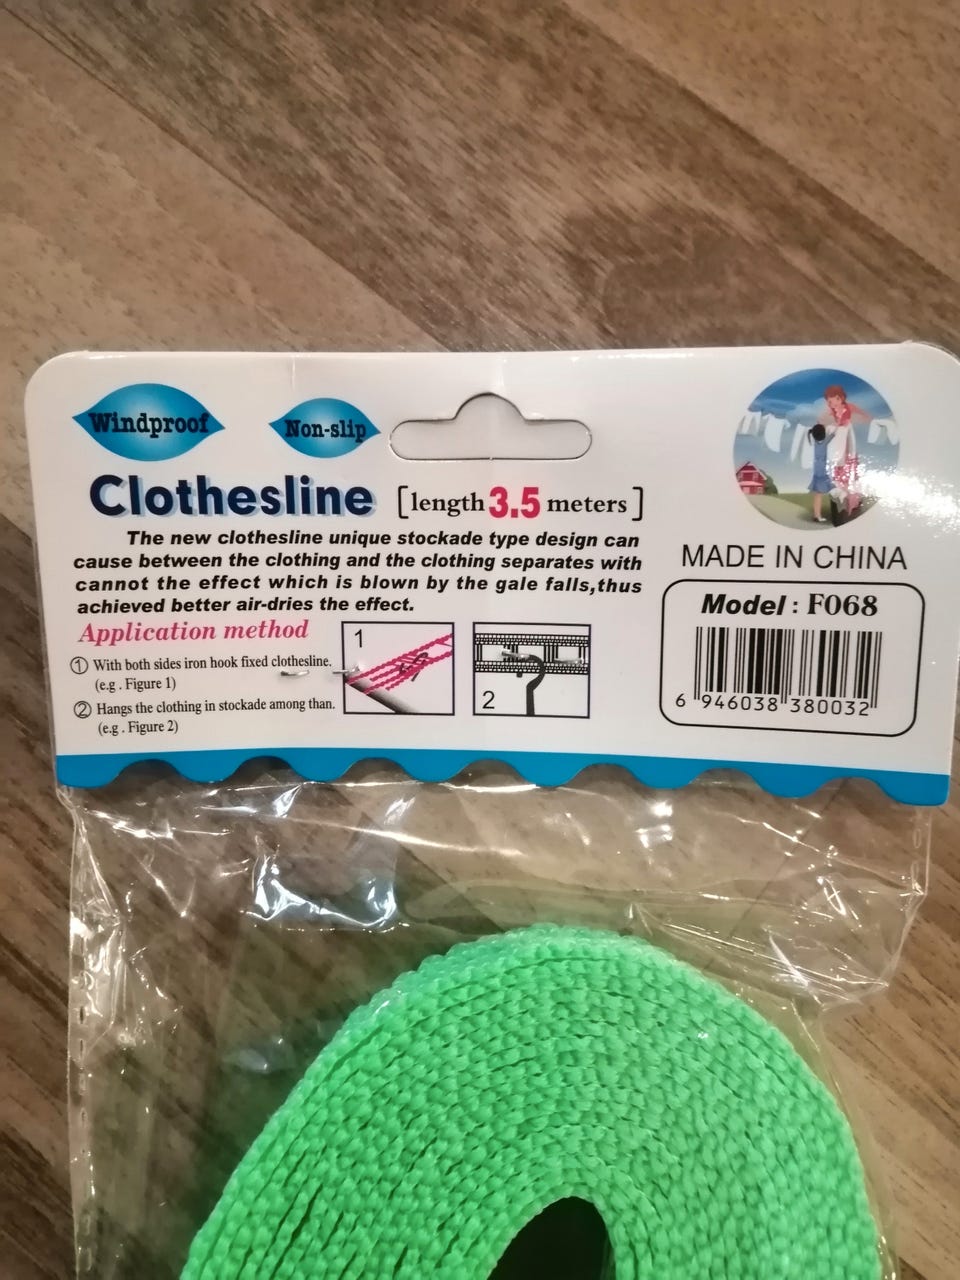 Windproof
Non-slip
Clothesline [length 3.5 meters]
The new clothesline unique stockade type design can
cause between the clothing and the clothing separates with
cannot the effect which is blown by the gale falls,thus
achieved better air-dries the effect.
Application method
① With both sides iron hook fixed clothesline.
(e.g . Figure 1)
② Hangs the clothing in stockade among than.
(e.g . Figure 2)
1
2
MADE IN CHINA
Model : F068
6 946038 380032